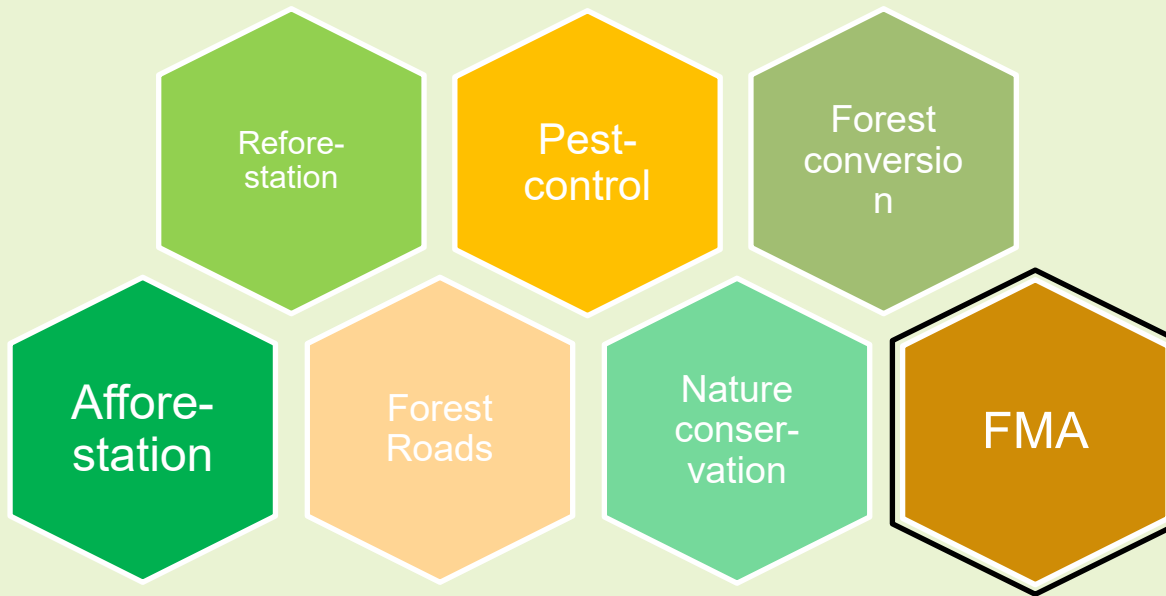 Refore-
station
Pest-
control
Forest
conversio
n
Affore-
station
Forest
Roads
Nature
conser-
vation
FMA